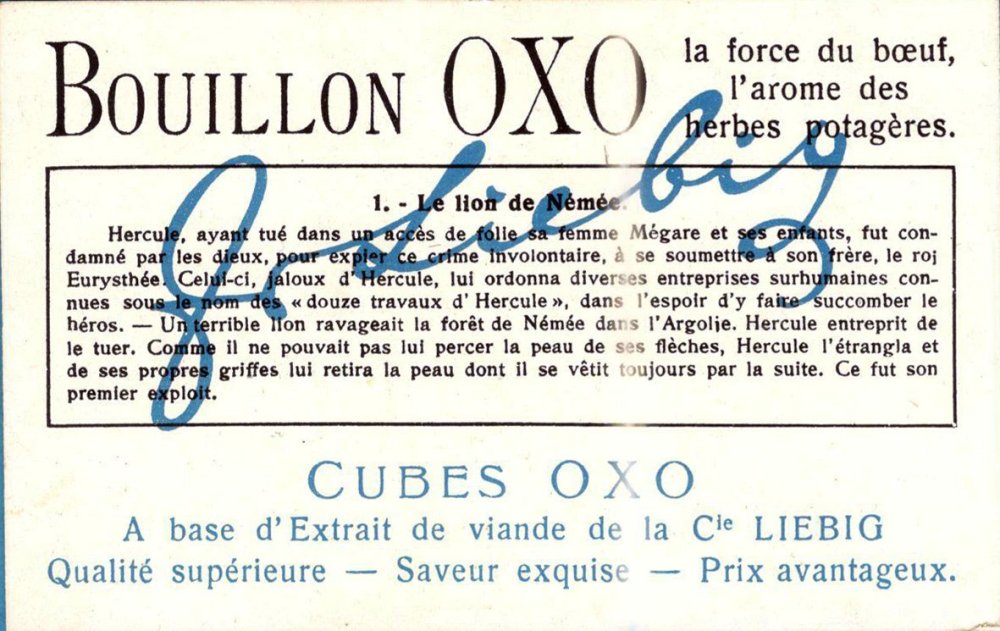 BOUILLON OXO
la force du bœuf,
l'arome des
herbes potagères.
J. v. Liebig
1. - Le lion de Némée.
Hercule, ayant tué dans un accès de folie sa femme Mégare et ses enfants, fut con-
damné par les dieux, pour expier ce crime involontaire, à se soumettre à son frère, le roi
Eurysthée. Celui-ci, jaloux d'Hercule, lui ordonna diverses entreprises surhumaines con-
nues sous le nom des «douze travaux d'Hercule», dans l'espoir d'y faire succomber le
héros. — Un terrible lion ravageait la forêt de Némée dans l'Argolie. Hercule entreprit de
le tuer. Comme il ne pouvait pas lui percer la peau de ses flèches, Hercule l'étrangla et
de ses propres griffes lui retira la peau dont il se vêtit toujours par la suite. Ce fut son
premier exploit.
CUBES OXO
A base d'Extrait de viande de la Cie LIEBIG
Qualité supérieure — Saveur exquise — Prix avantageux.